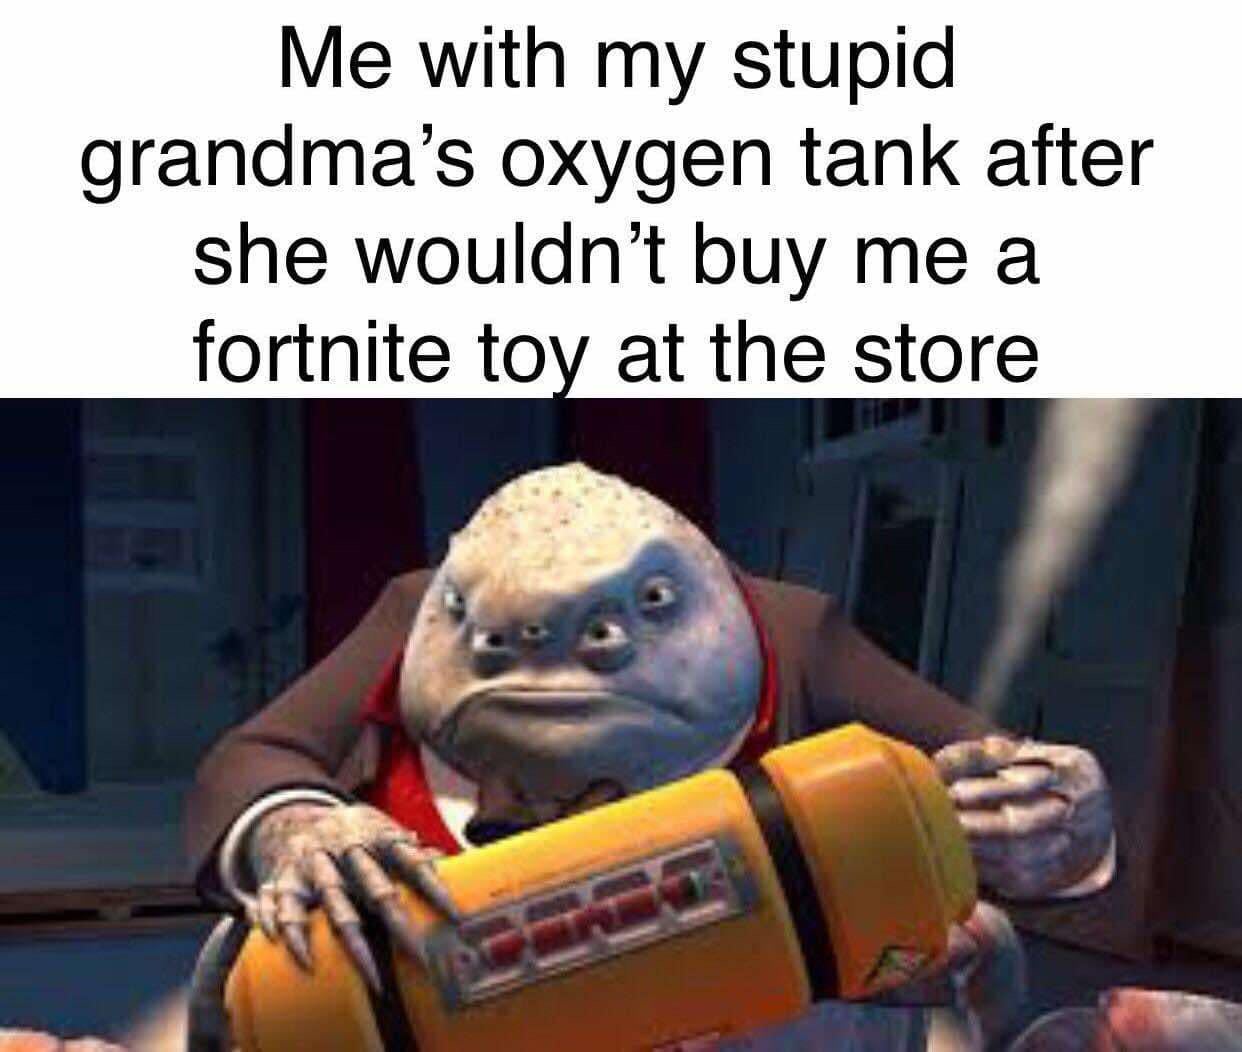 Me with my stupid
grandma’s oxygen tank after
she wouldn’t buy me a
fortnite toy at the store